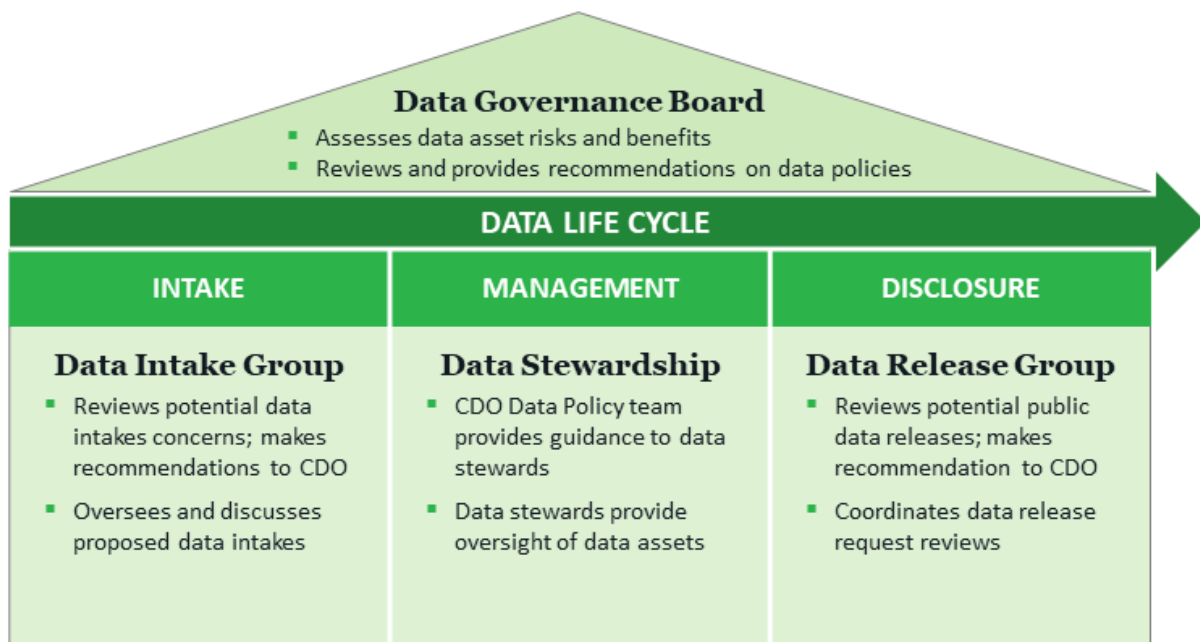 Data Governance Board
▪ Assesses data asset risks and benefits
▪ Reviews and provides recommendations on data policies
DATA LIFE CYCLE
INTAKE
MANAGEMENT
DISCLOSURE
Data Intake Group
▪ Reviews potential data
intakes concerns; makes
recommendations to CDO
▪ Oversees and discusses
proposed data intakes
Data Stewardship
▪ CDO Data Policy team
provides guidance to data
stewards
▪ Data stewards provide
oversight of data assets
Data Release Group
▪ Reviews potential public
data releases; makes
recommendation to CDO
▪ Coordinates data release
request reviews